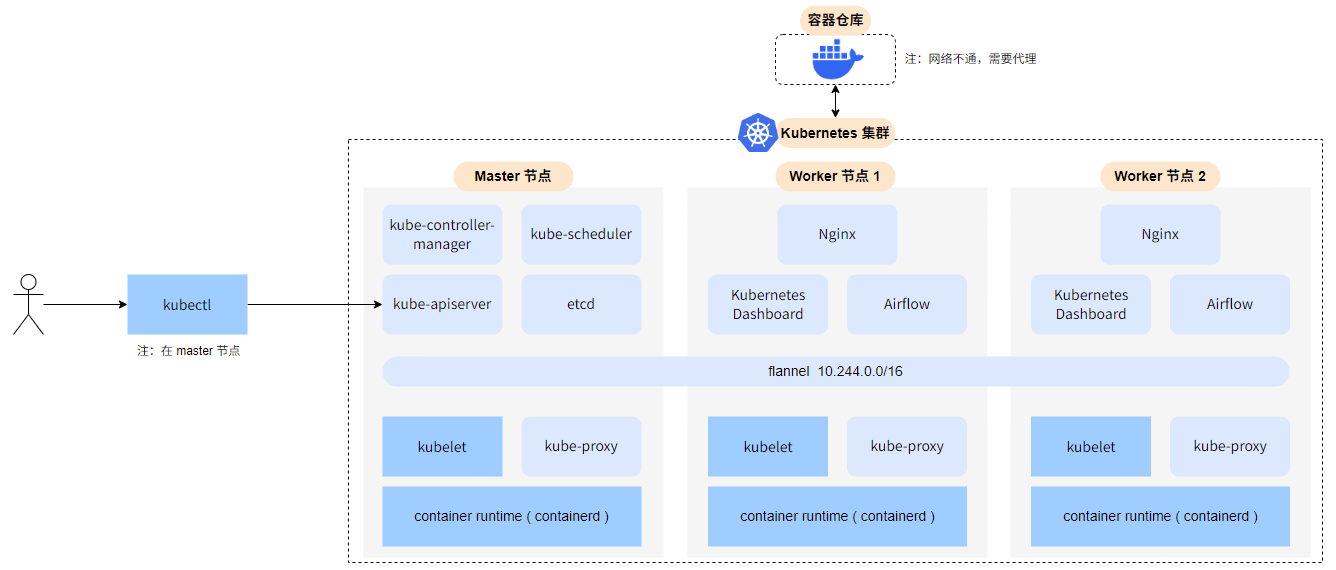 容器仓库
注：网络不通，需要代理
Kubernetes 集群
Master 节点
Worker 节点 1
Worker 节点 2
kube-controller-
manager
kube-scheduler
Nginx
Nginx
kubectl
kube-apiserver
etcd
Kubernetes
Dashboard
Airflow
Kubernetes
Dashboard
Airflow
注：在 master 节点
flannel 10.244.0.0/16
kubelet
kube-proxy
kubelet
kube-proxy
kubelet
kube-proxy
container runtime ( containerd )
container runtime ( containerd )
container runtime ( containerd )